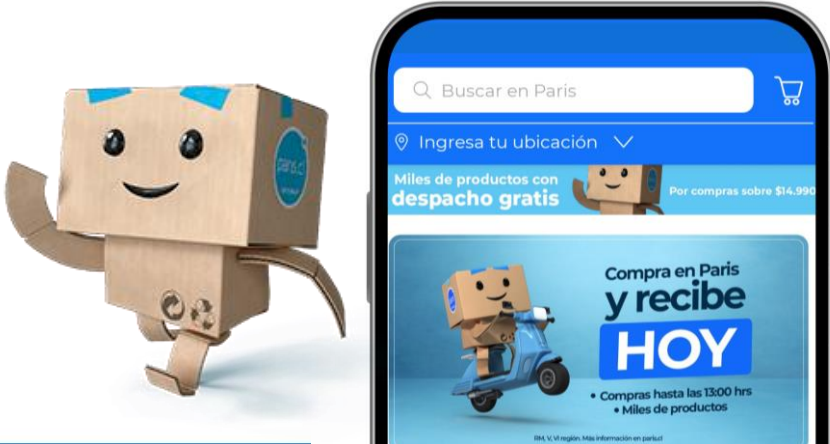 paris.cl
Buscar en Paris
Ingresa tu ubicación
Miles de productos con
despacho gratis
Por compras sobre $14.990
Compra en Paris
y recibe
HOY
• Compras hasta las 13:00 hrs
• Miles de productos
RM, V, VI región. Más información en paris.cl